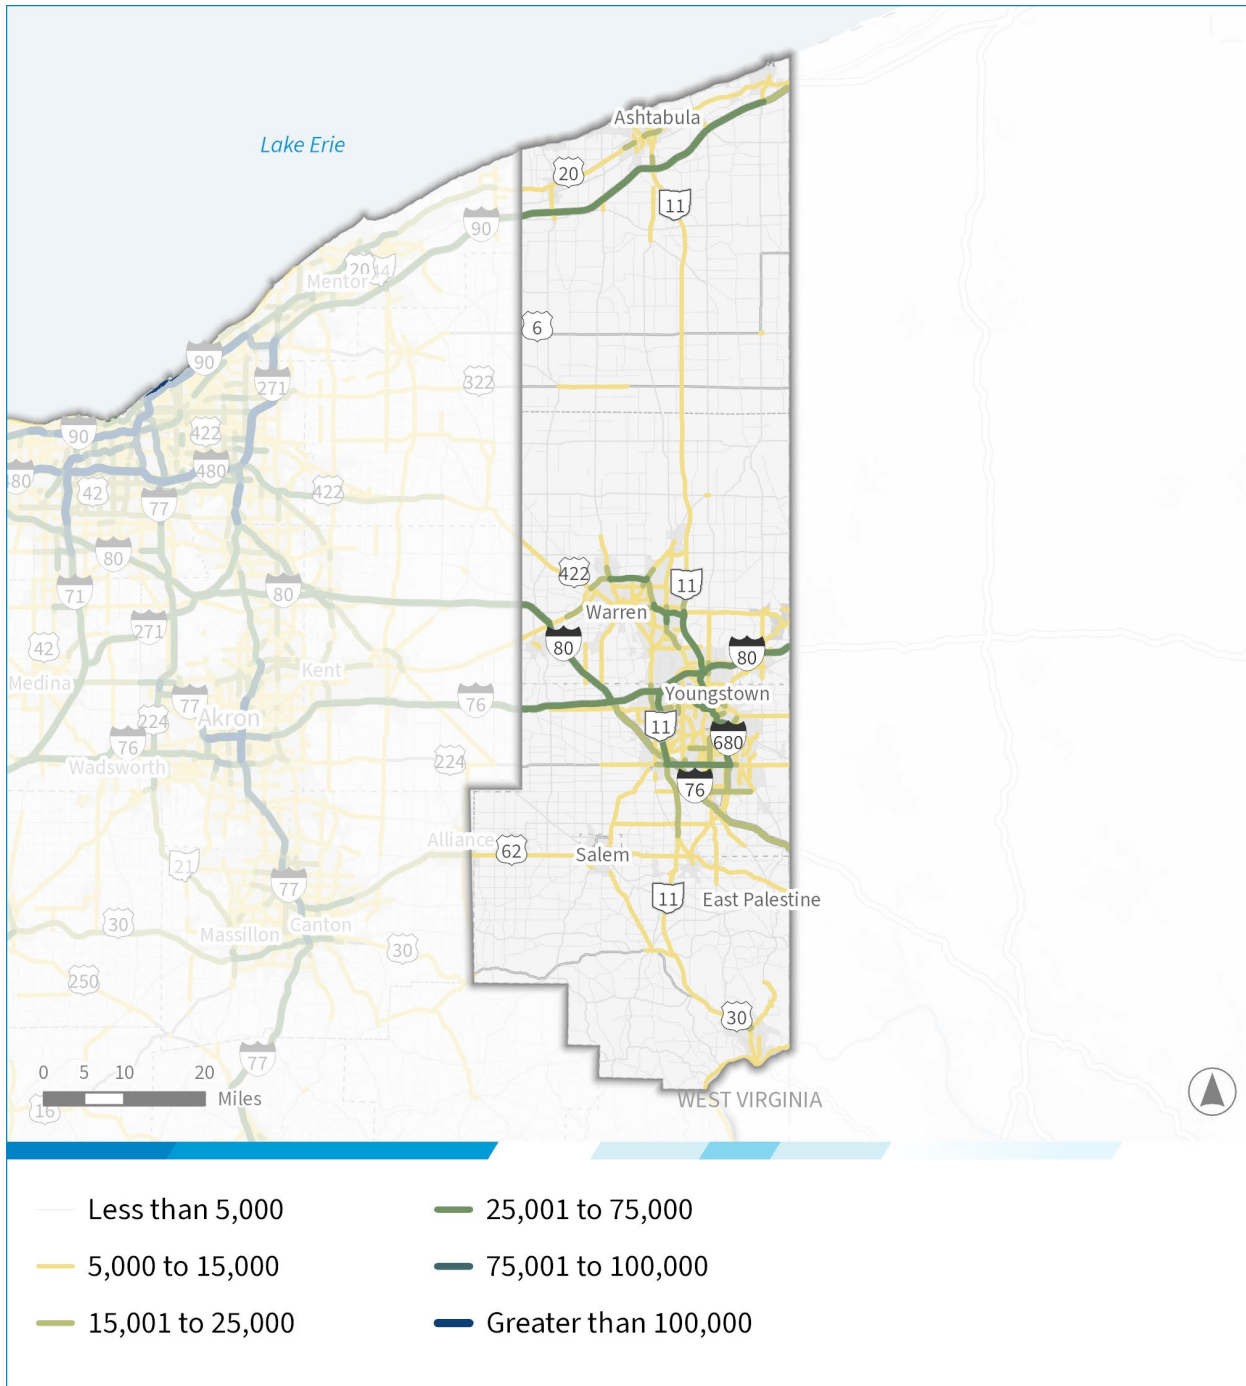 Ashtabula
Lake Erie
20
11
90
20
44
Mentor
6
90
271
322
422
90
480
480
42
422
77
80
422
11
71
80
Warren
271
42
80
80
Kent
Medina
77
76
Youngstown
224
Akron
11
76
680
Wadsworth
224
76
Alliance
62
Salem
21
77
11
East Palestine
30
Massillon
Canton
30
250
30
77
0 5 10 20
Miles
16
WEST VIRGINIA
Less than 5,000
5,000 to 15,000
15,001 to 25,000
25,001 to 75,000
75,001 to 100,000
Greater than 100,000